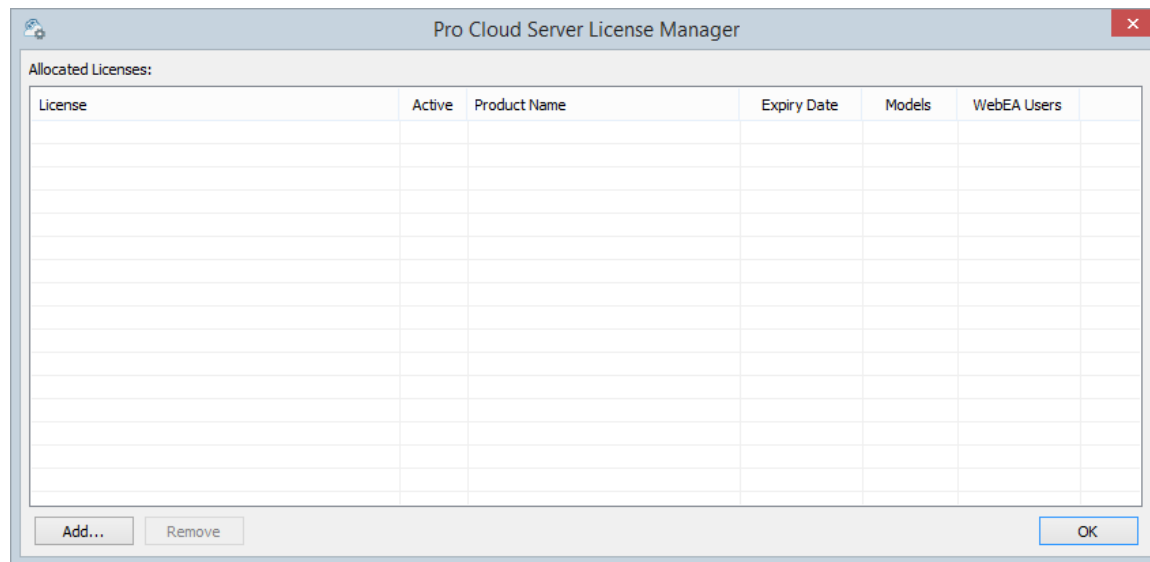 Pro Cloud Server License Manager
Allocated Licenses:
License Active Product Name Expiry Date Models WebEA Users
Add... Remove OK